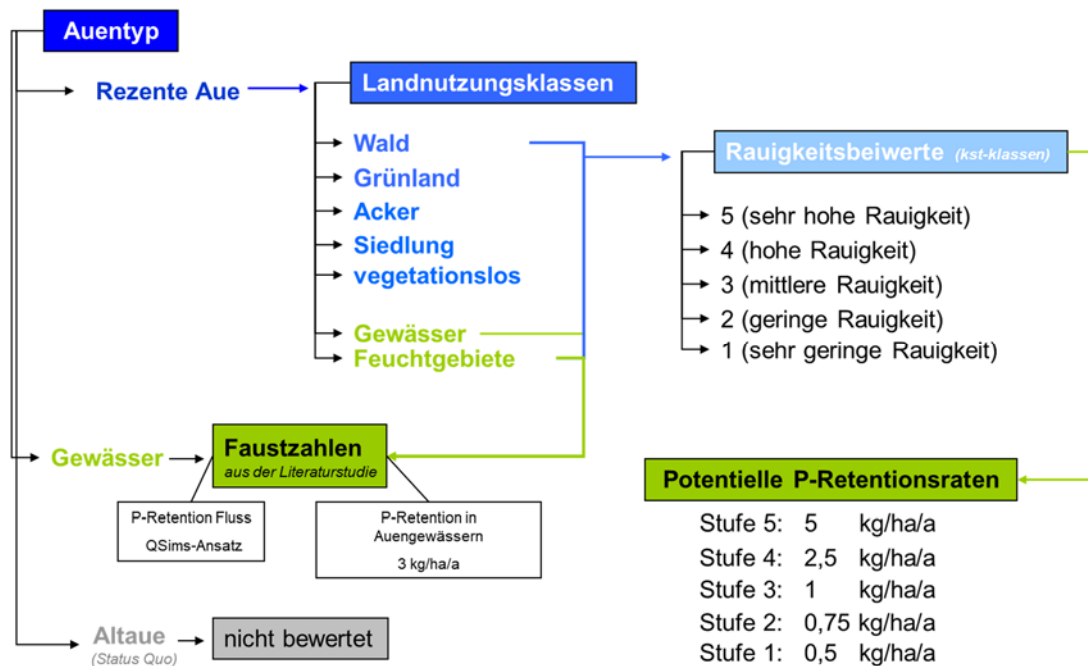 Auentyp
Rezente Aue
Landnutzungsklassen
Wald
Grünland
Acker
Siedlung
vegetationslos
Gewässer
Feuchtgebiete
Rauigkeitsbeiwerte (kst-klassen)
5 (sehr hohe Rauigkeit)
4 (hohe Rauigkeit)
3 (mittlere Rauigkeit)
2 (geringe Rauigkeit)
1 (sehr geringe Rauigkeit)
Gewässer
Faustzahlen
aus der Literaturstudie
P-Retention Fluss
QSims-Ansatz
P-Retention in
Auengewässern
3 kg/ha/a
Potentielle P-Retentionsraten
Stufe 5: 5 kg/ha/a
Stufe 4: 2,5 kg/ha/a
Stufe 3: 1 kg/ha/a
Stufe 2: 0,75 kg/ha/a
Stufe 1: 0,5 kg/ha/a
Altaue
(Status Quo)
nicht bewertet